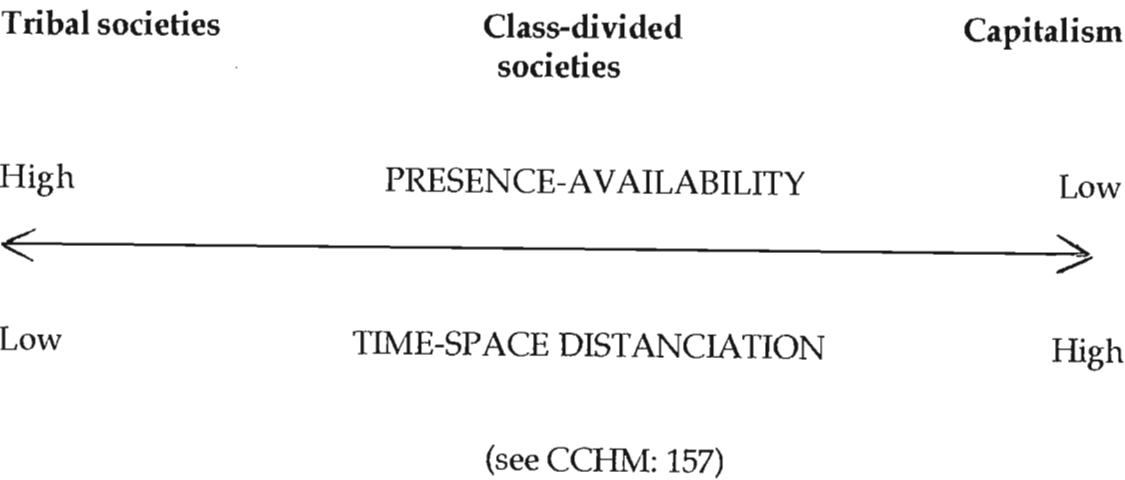 Tribal societies Class-divided societies Capitalism
High PRESENCE-AVAILABILITY Low
Low TIME-SPACE DISTANCIATION High
(see CCHM: 157)